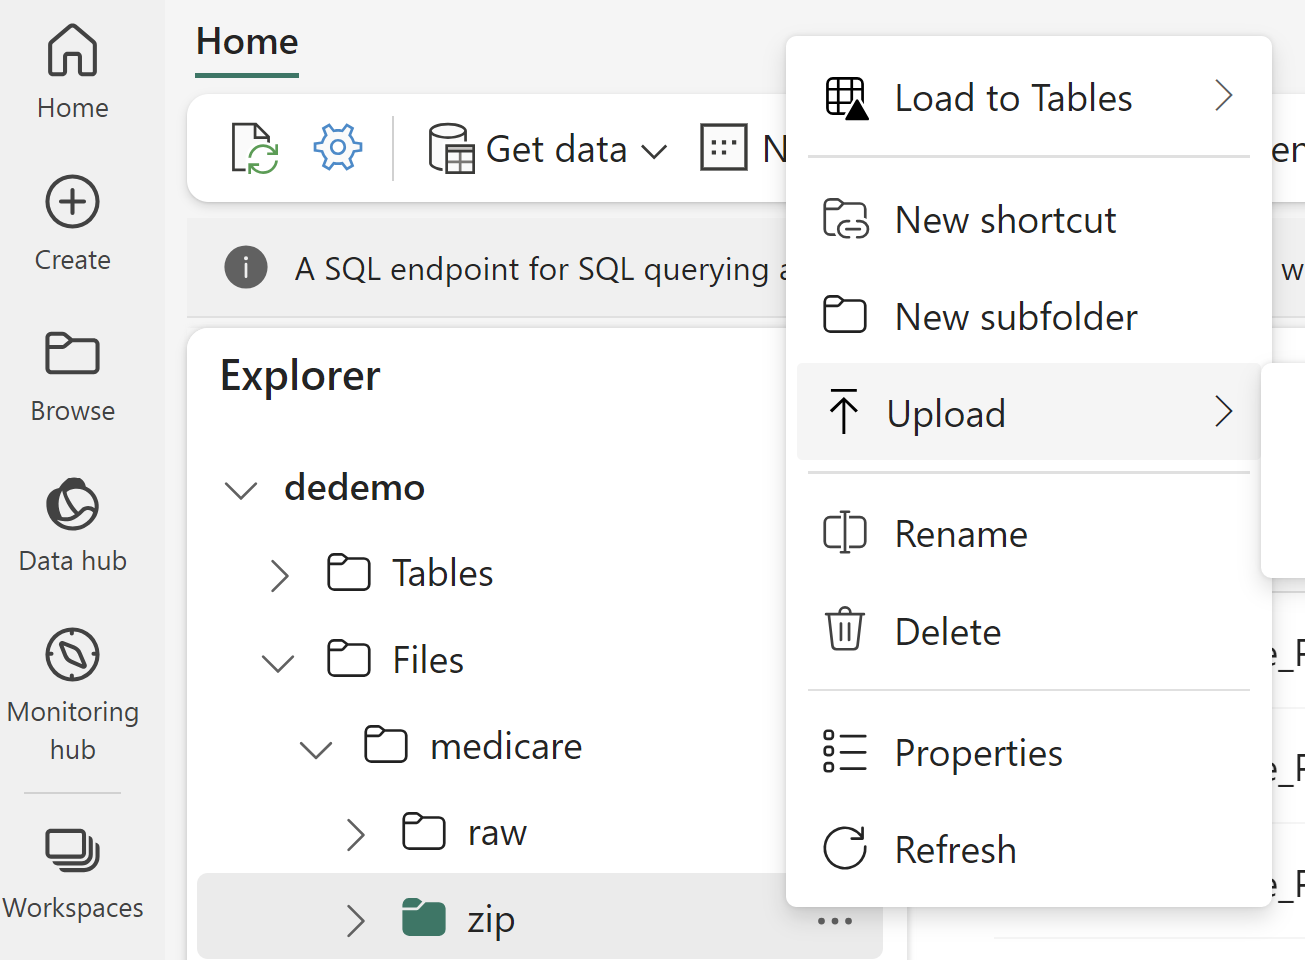 Home
Create
Browse
Data hub
Monitoring
hub
Workspaces
Home
Get data
A SQL endpoint for SQL querying
Explorer
dedemo
Tables
Files
medicare
raw
zip
Load to Tables
New shortcut
New subfolder
Upload
Rename
Delete
Properties
Refresh